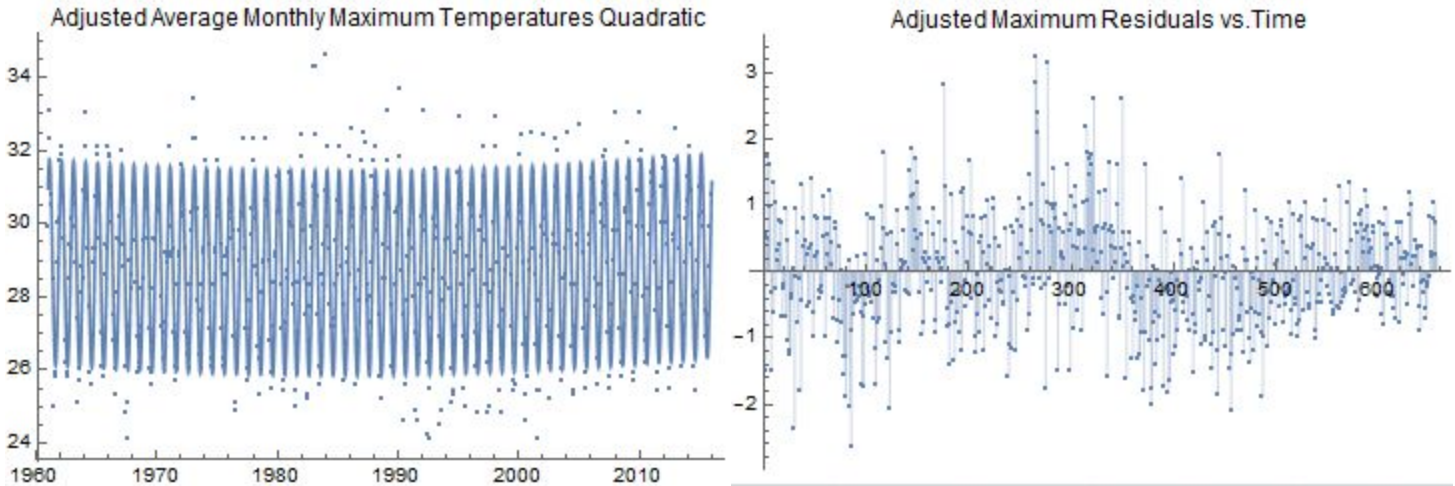 Adjusted Average Monthly Maximum Temperatures Quadratic
34
32
30
28
26
24
1960 1970 1980 1990 2000 2010
Adjusted Maximum Residuals vs.Time
3
2
1
100 200 300 400 500 600
−1
−2